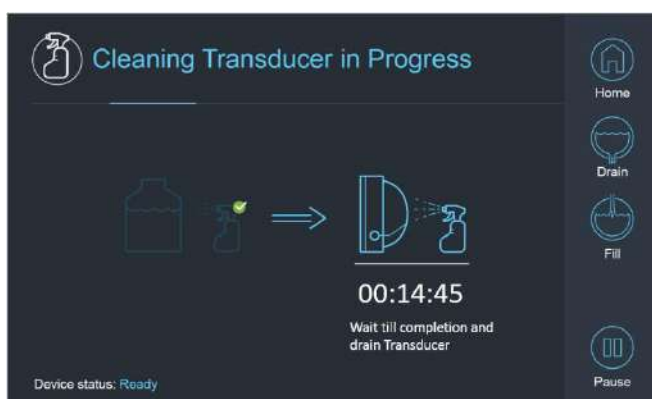 Cleaning Transducer in Progress
Home
Drain
Fill
00:14:45
Wait till completion and
drain Transducer
Device status: Ready
Pause